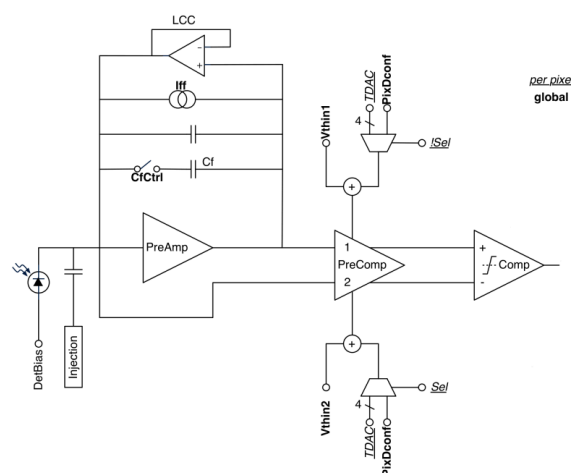 LCC
-
+
Iff
Cf
CfCtrl
per pixe
global
TDAC
PixDconf
4
Vthin1
!Sel
+
PreAmp
1
PreComp
2
+
Comp
-
DetBias
Injection
+
Vthin2
Sel
4
TDAC
PixDconf